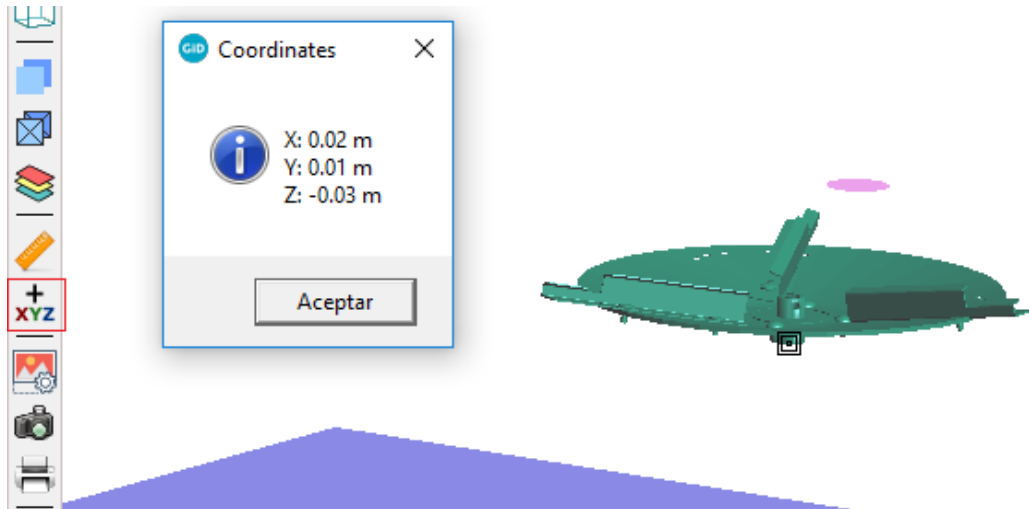 GiD Coordinates
X: 0.02 m
Y: 0.01 m
Z: -0.03 m
Aceptar
XYZ